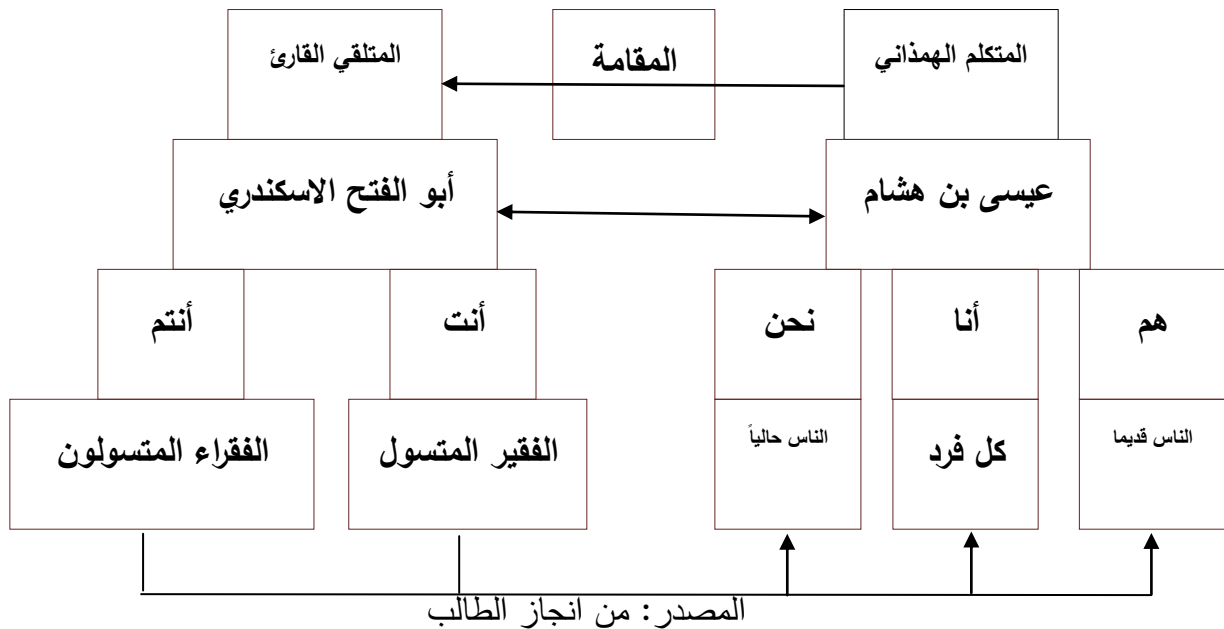 المتكلم الهمذاني المقامة المتلقي القارئ
عيسى بن هشام أبو الفتح الاسكندري
هم أنا نحن أنت أنتم
الناس قديما كل فرد الناس حالياً الفقير المتسول الفقراء المتسولون
المصدر: من انجاز الطالب